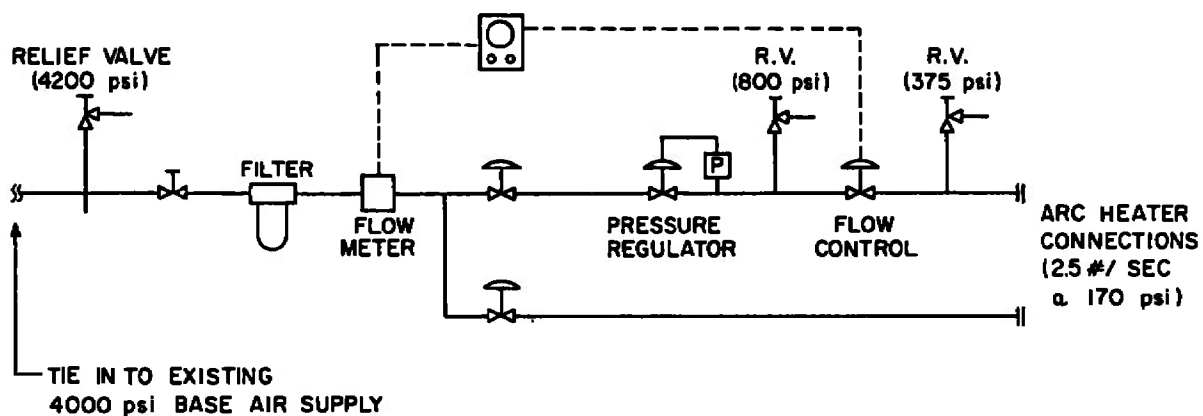 RELIEF VALVE
(4200 psi)
R.V.
(800 psi)
R.V.
(375 psi)
FILTER
P
FLOW
METER
PRESSURE
REGULATOR
FLOW
CONTROL
ARC HEATER
CONNECTIONS
(2.5 #/ SEC
a 170 psi)
TIE IN TO EXISTING
4000 psi BASE AIR SUPPLY